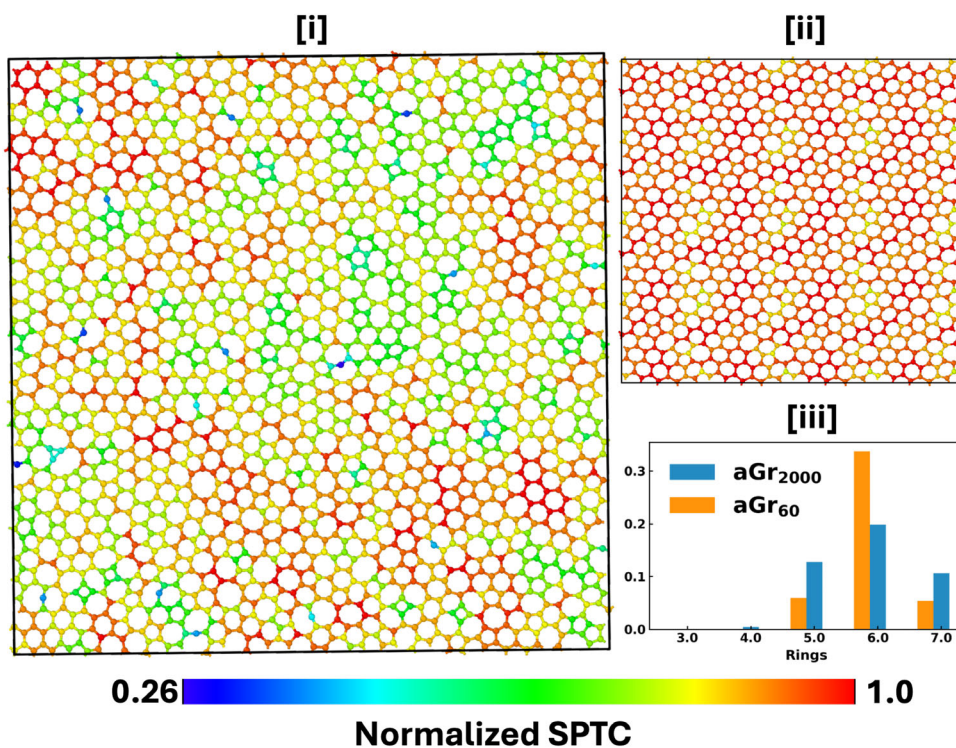 [i]
[ii]
[iii]
aGr₂₀₀₀
aGr₆₀
0.3
0.2
0.1
0.0
3.0 4.0 5.0 6.0 7.0
Rings
0.26 1.0
Normalized SPTC